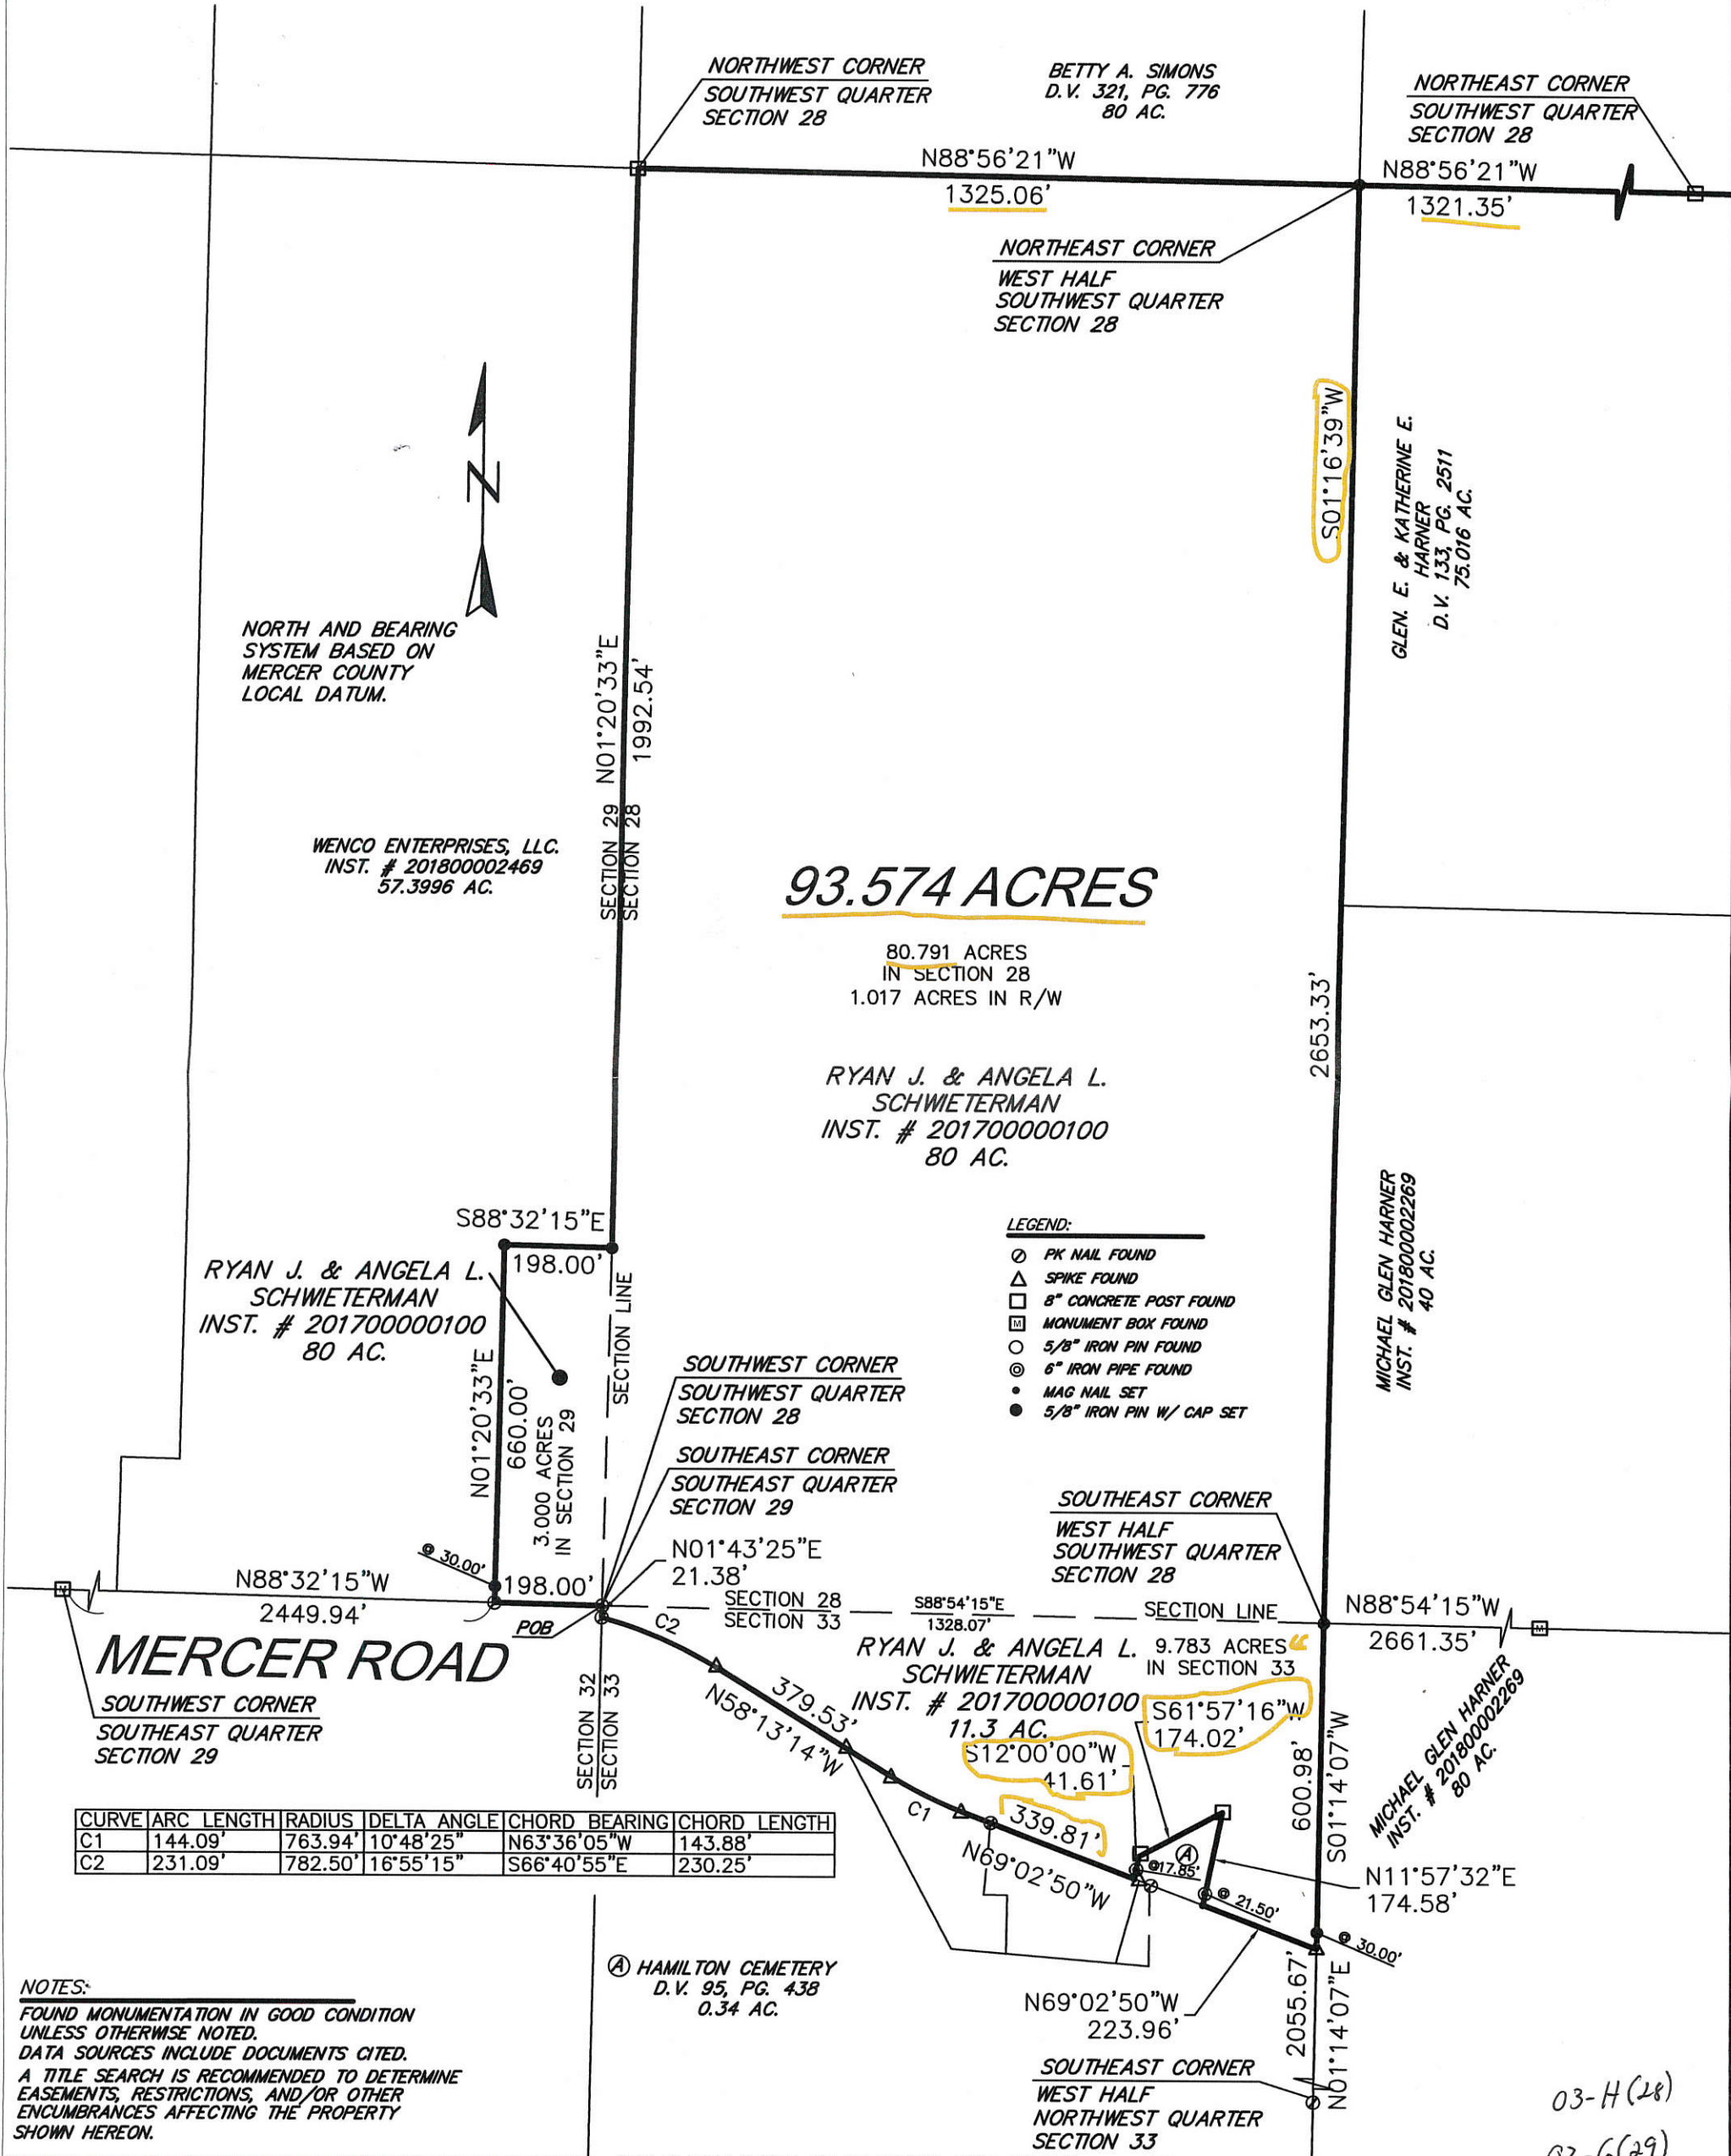 NORTHWEST CORNER
SOUTHWEST QUARTER
SECTION 28
BETTY A. SIMONS
D.V. 321, PG. 776
80 AC.
NORTHEAST CORNER
SOUTHWEST QUARTER
SECTION 28
N88°56'21"W
1325.06'
N88°56'21"W
1321.35'
NORTHEAST CORNER
WEST HALF
SOUTHWEST QUARTER
SECTION 28
S01°16'39"W
GLEN. E. & KATHERINE E.
HARNER
D.V. 133, PG. 2511
75.016 AC.
N
NORTH AND BEARING
SYSTEM BASED ON
MERCER COUNTY
LOCAL DATUM.
N01°20'33"E
1992.54'
SECTION 29
SECTION 28
WENCO ENTERPRISES, LLC.
INST. # 201800002469
57.3996 AC.
93.574 ACRES
80.791 ACRES
IN SECTION 28
1.017 ACRES IN R/W
2653.33'
RYAN J. & ANGELA L.
SCHWIETERMAN
INST. # 201700000100
80 AC.
MICHAEL GLEN HARNER
INST. # 201800002269
40 AC.
S88°32'15"E
198.00'
RYAN J. & ANGELA L.
SCHWIETERMAN
INST. # 201700000100
80 AC.
SECTION LINE
N01°20'33"E
660.00'
3.000 ACRES
IN SECTION 29
LEGEND:
PK NAIL FOUND
SPIKE FOUND
8" CONCRETE POST FOUND
M MONUMENT BOX FOUND
5/8" IRON PIN FOUND
6" IRON PIPE FOUND
MAG NAIL SET
5/8" IRON PIN W/ CAP SET
SOUTHWEST CORNER
SOUTHWEST QUARTER
SECTION 28
SOUTHEAST CORNER
SOUTHEAST QUARTER
SECTION 29
SOUTHEAST CORNER
WEST HALF
SOUTHWEST QUARTER
SECTION 28
@ 30.00'
N01°43'25"E
21.38'
N88°32'15"W
2449.94'
198.00'
POB
SECTION 28
SECTION 33
S88°54'15"E
1328.07'
SECTION LINE
N88°54'15"W
2661.35'
M
M
MERCER ROAD
SOUTHWEST CORNER
SOUTHEAST QUARTER
SECTION 29
SECTION 32
SECTION 33
C2
379.53'
N58°13'14"W
RYAN J. & ANGELA L.
SCHWIETERMAN
INST. # 201700000100
11.3 AC.
9.783 ACRES
IN SECTION 33
S61°57'16"W
174.02'
S12°00'00"W
41.61'
600.98'
S01°14'07"W
MICHAEL GLEN HARNER
INST. # 201800002269
80 AC.
C1
339.81'
N69°02'50"W
@17.85'
A
@ 21.50'
N11°57'32"E
174.58'
@ 30.00'
CURVE ARC LENGTH RADIUS DELTA ANGLE CHORD BEARING CHORD LENGTH
C1 144.09' 763.94' 10°48'25" N63°36'05"W 143.88'
C2 231.09' 782.50' 16°55'15" S66°40'55"E 230.25'
A HAMILTON CEMETERY
D.V. 95, PG. 438
0.34 AC.
N69°02'50"W
223.96'
2055.67'
N01°14'07"E
SOUTHEAST CORNER
WEST HALF
NORTHWEST QUARTER
SECTION 33
NOTES:
FOUND MONUMENTATION IN GOOD CONDITION
UNLESS OTHERWISE NOTED.
DATA SOURCES INCLUDE DOCUMENTS CITED.
A TITLE SEARCH IS RECOMMENDED TO DETERMINE
EASEMENTS, RESTRICTIONS, AND/OR OTHER
ENCUMBRANCES AFFECTING THE PROPERTY
SHOWN HEREON.
03-H(28)
03-G(29)